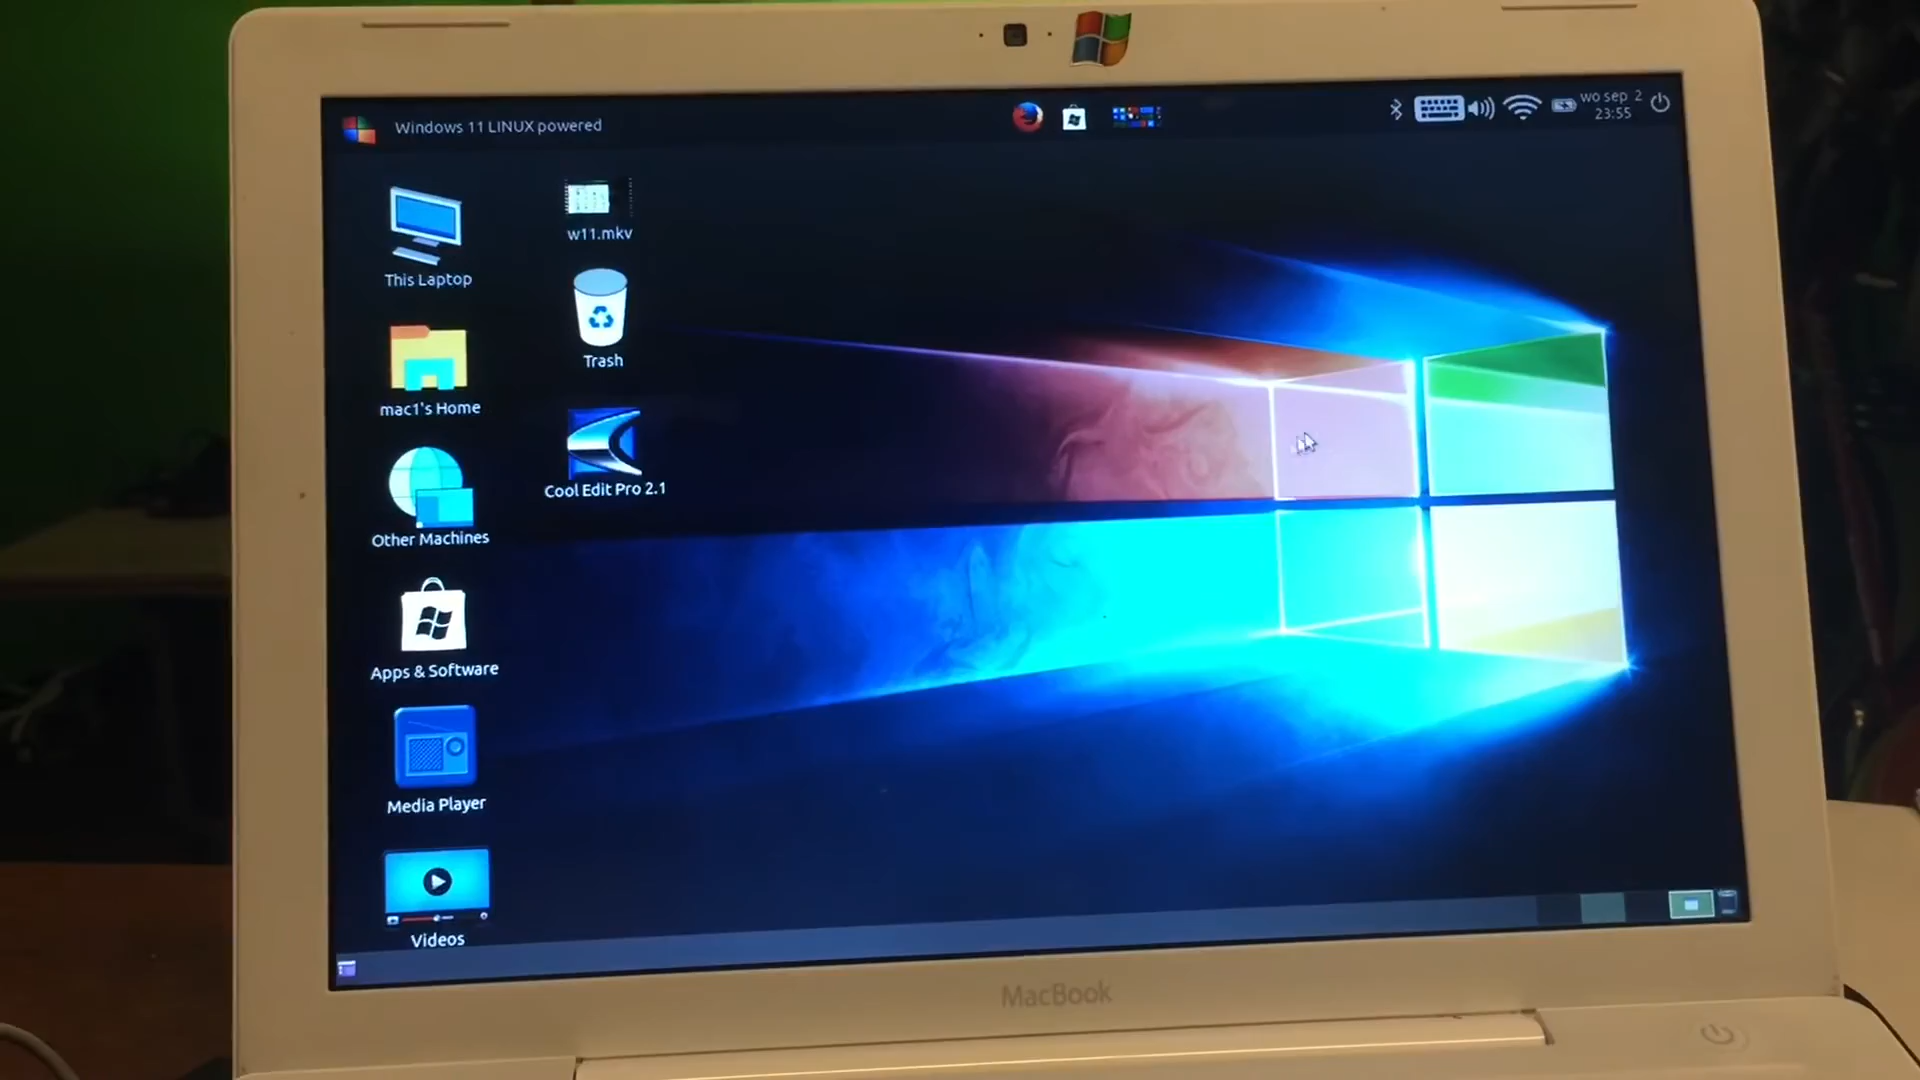 Windows 11 LINUX powered
wo sep 2
23:55
This Laptop
w11.mkv
Trash
mac1's Home
Cool Edit Pro 2.1
Other Machines
Apps & Software
Media Player
Videos
MacBook